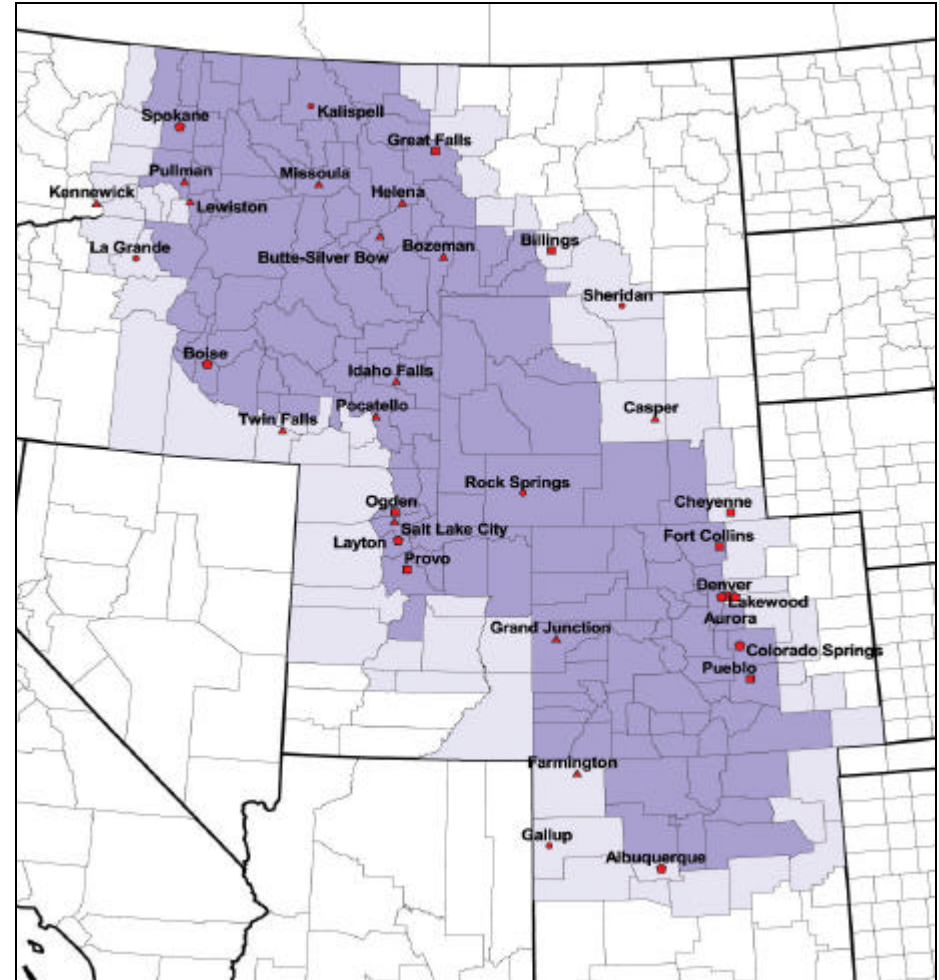 Kalispell
Spokane
Great Falls
Pullman
Missoula
Kennewick
Helena
Lewiston
La Grande
Billings
Bozeman
Butte-Silver Bow
Sheridan
Boise
Idaho Falls
Pocatello
Casper
Twin Falls
Rock Springs
Ogden
Cheyenne
Salt Lake City
Fort Collins
Layton
Provo
Denver
Lakewood
Aurora
Grand Junction
Colorado Springs
Pueblo
Farmington
Gallup
Albuquerque